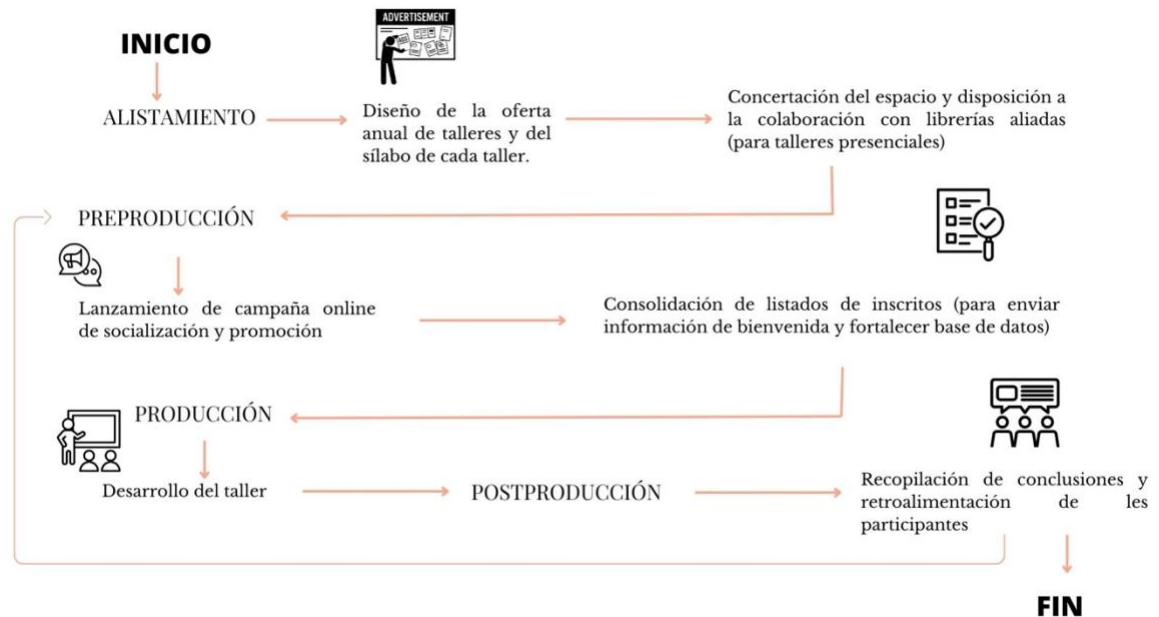 INICIO
ADVERTISEMENT
ALISTAMIENTO
Diseño de la oferta
anual de talleres y del
sílabo de cada taller.
Concertación del espacio y disposición a
la colaboración con librerías aliadas
(para talleres presenciales)
PREPRODUCCIÓN
Lanzamiento de campaña online
de socialización y promoción
Consolidación de listados de inscritos (para enviar
información de bienvenida y fortalecer base de datos)
PRODUCCIÓN
Desarrollo del taller
POSTPRODUCCIÓN
Recopilación de conclusiones y
retroalimentación de les
participantes
FIN